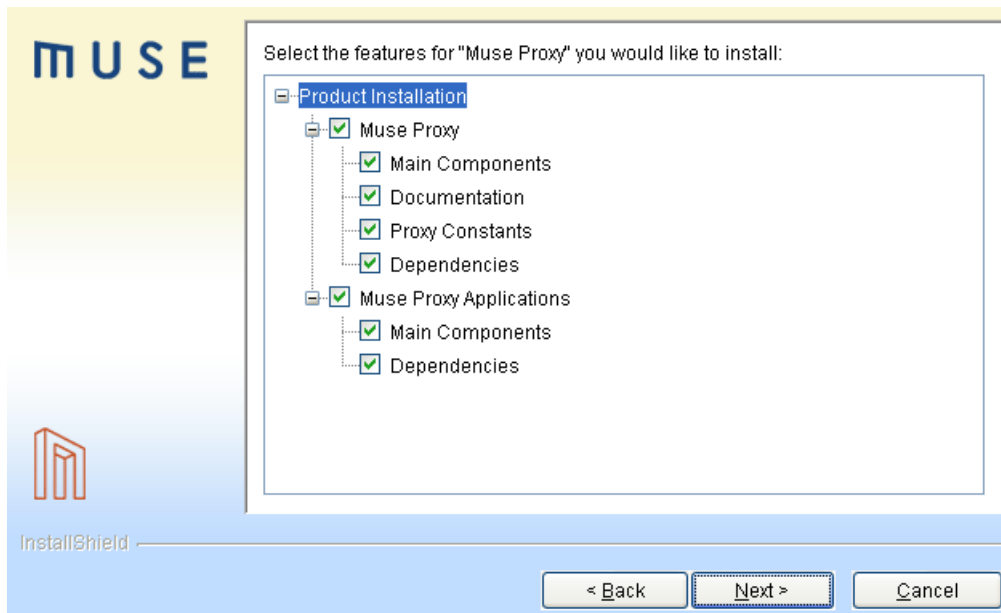 MUSE
Select the features for "Muse Proxy" you would like to install:
Product Installation
Muse Proxy
Main Components
Documentation
Proxy Constants
Dependencies
Muse Proxy Applications
Main Components
Dependencies
InstallShield
< Back
Next >
Cancel